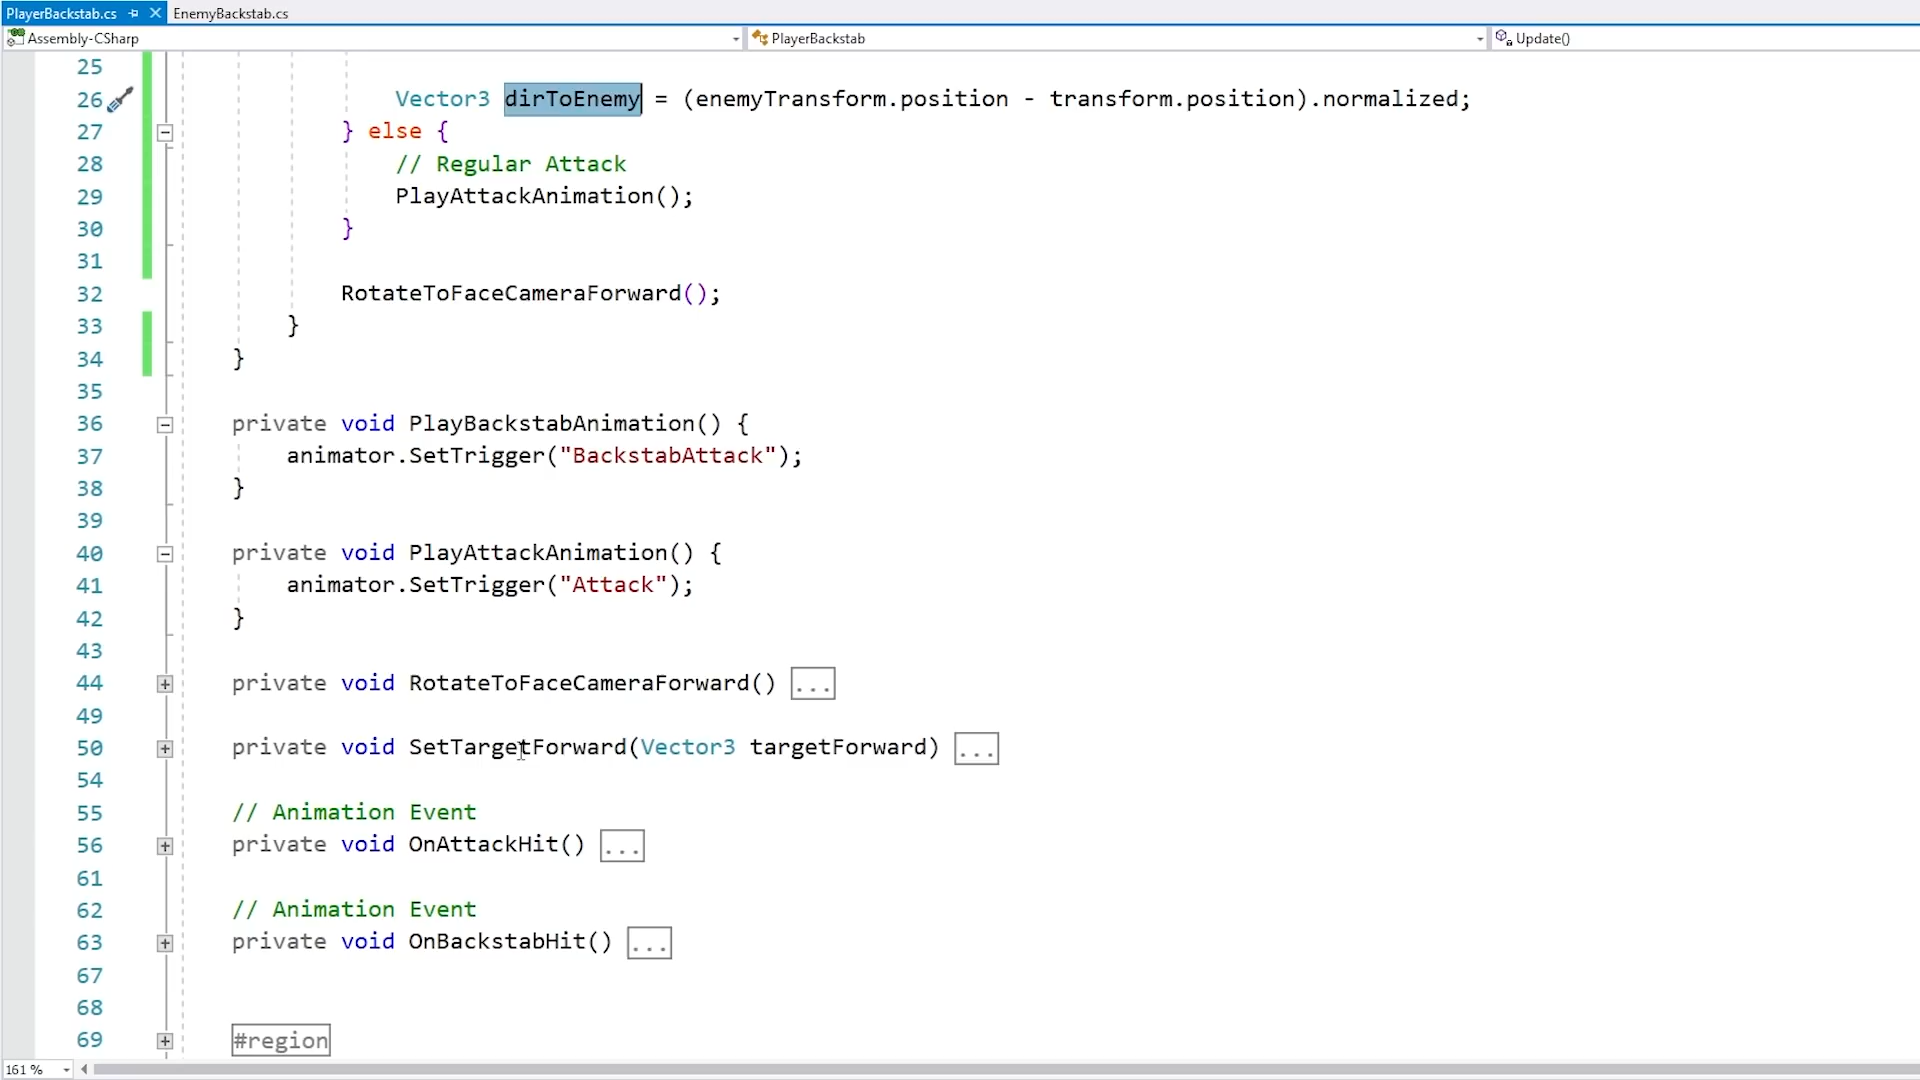 PlayerBackstab.cs EnemyBackstab.cs
Assembly-CSharp PlayerBackstab Update()
25
26 Vector3 dirToEnemy = (enemyTransform.position - transform.position).normalized;
27 } else {
28 // Regular Attack
29 PlayAttackAnimation();
30 }
31
32 RotateToFaceCameraForward();
33 }
34 }
35
36 private void PlayBackstabAnimation() {
37 animator.SetTrigger("BackstabAttack");
38 }
39
40 private void PlayAttackAnimation() {
41 animator.SetTrigger("Attack");
42 }
43
44 private void RotateToFaceCameraForward() ...
49
50 private void SetTargetForward(Vector3 targetForward) ...
54
55 // Animation Event
56 private void OnAttackHit() ...
61
62 // Animation Event
63 private void OnBackstabHit() ...
67
68
69 #region
161 %